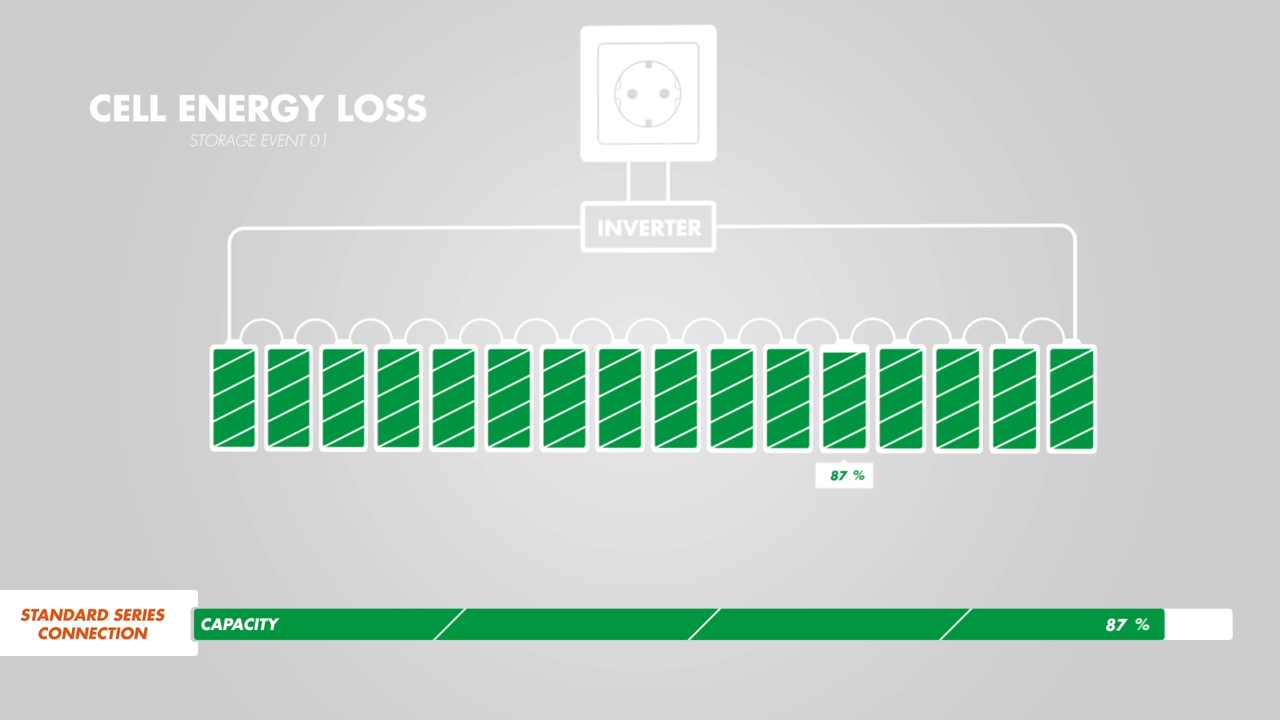 CELL ENERGY LOSS
STORAGE EVENT 01
INVERTER
87 %
STANDARD SERIES
CONNECTION
CAPACITY
87 %